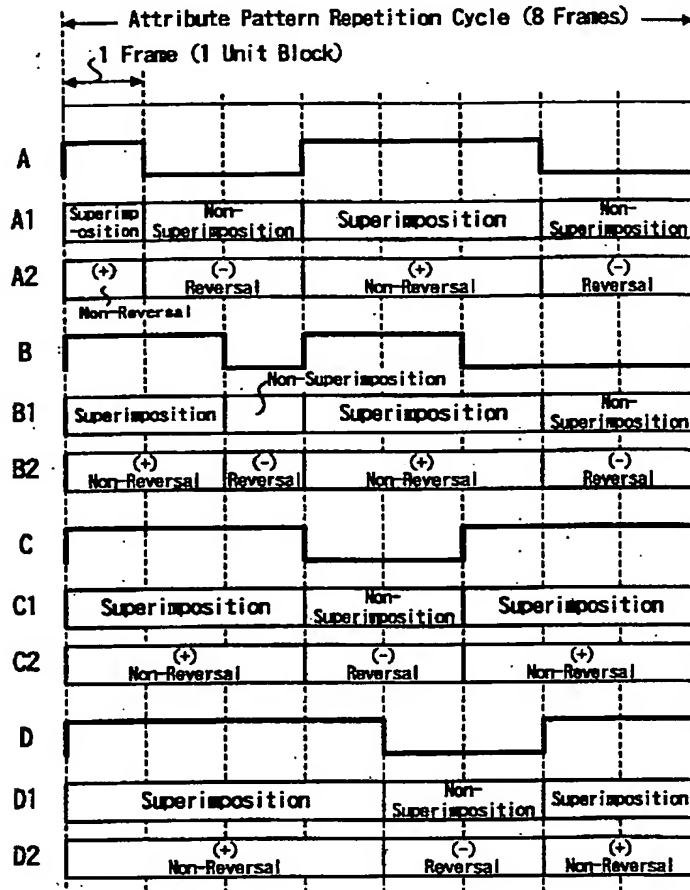 Attribute Pattern Repetition Cycle (8 Frames)
1 Frame (1 Unit Block)
A
A1
Superimp
-osition
Non-
Superimposition
Superimposition
Non-
Superimposition
A2
(+)
(-)
Reversal
(+)
Non-Reversal
(-)
Reversal
Non-Reversal
B
Non-Superimposition
B1
Superimposition
Superimposition
Non-
Superimposition
B2
(+)
Non-Reversal
(-)
Reversal
(+)
Non-Reversal
(-)
Reversal
C
C1
Superimposition
Non-
Superimposition
Superimposition
C2
(+)
Non-Reversal
(-)
Reversal
(+)
Non-Reversal
D
D1
Superimposition
Non-
Superimposition
Superimposition
D2
(+)
Non-Reversal
(-)
Reversal
(+)
Non-Reversal